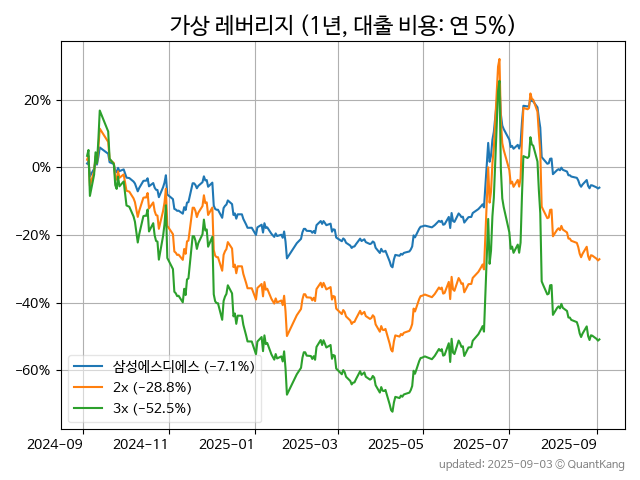 가상 레버리지 (1년, 대출 비용: 연 5%)
20%
0%
−20%
−40%
−60%
삼성에스디에스 (−7.1%)
2x (−28.8%)
3x (−52.5%)
2024-09 2024-11 2025-01 2025-03 2025-05 2025-07 2025-09
updated: 2025-09-03 © QuantKang